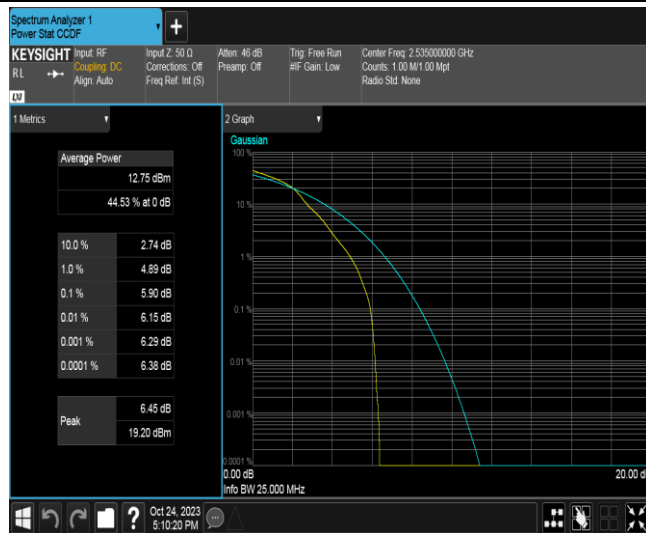 Spectrum Analyzer 1
Power Stat CCDF
KEYSIGHT
RL
Input: RF
Coupling: DC
Align: Auto
Input Z: 50 Ω
Corrections: Off
Freq Ref: Int (S)
Atten: 46 dB
Preamp: Off
Trig: Free Run
#IF Gain: Low
Center Freq: 2.535000000 GHz
Counts: 1.00 M/1.00 Mpt
Radio Std: None
1 Metrics
Average Power
12.75 dBm
44.53 % at 0 dB
10.0 % 2.74 dB
1.0 % 4.89 dB
0.1 % 5.90 dB
0.01 % 6.15 dB
0.001 % 6.29 dB
0.0001 % 6.38 dB
Peak
6.45 dB
19.20 dBm
2 Graph
Gaussian
100 %
10 %
1 %
0.1 %
0.01 %
0.001 %
0.0001 %
0.00 dB
20.00 d
Info BW 25.000 MHz
?
Oct 24, 2023
5:10:20 PM